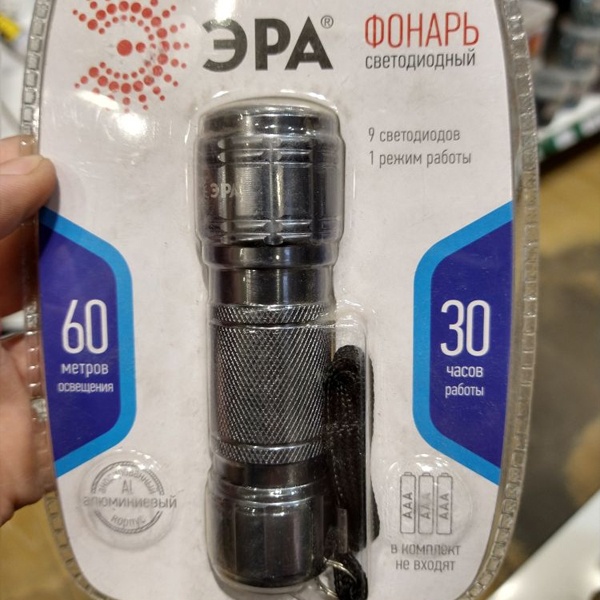 ЭРА®
ФОНАРЬ
светодиодный
9 светодиодов
1 режим работы
ЭРА
60
метров
освещения
30
часов
работы
Al
алюминиевый
корпус
AAA AAA AAA
в комплект
не входят